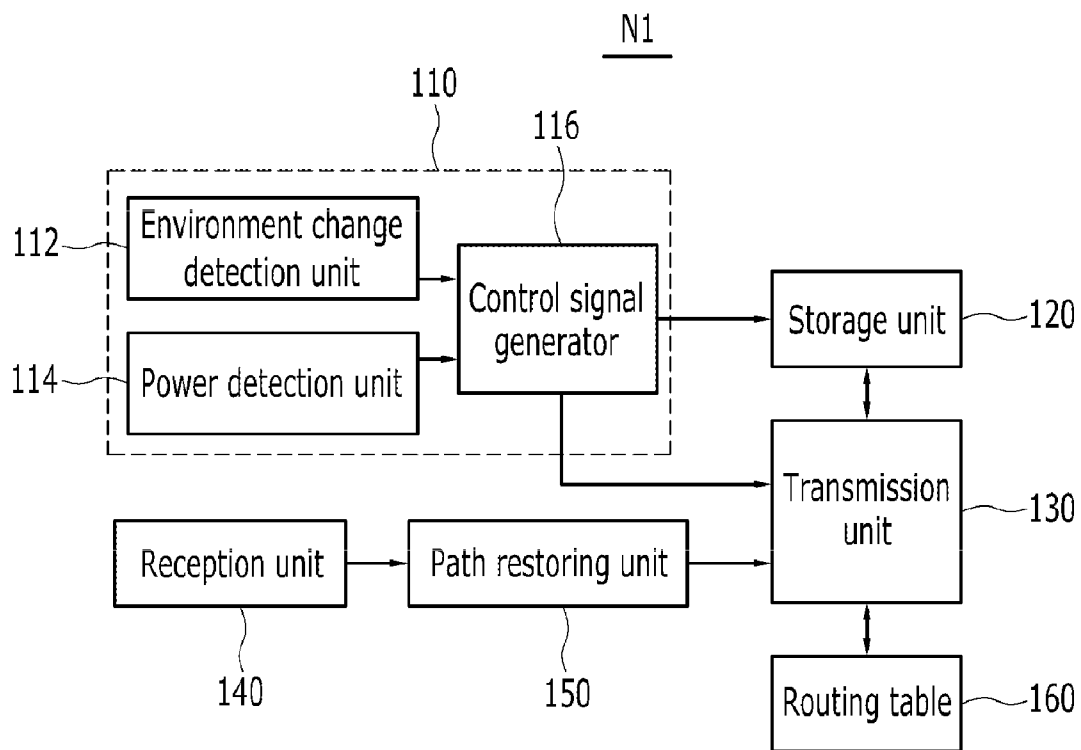 N1
110
116
112
Environment change
detection unit
Control signal
generator
Storage unit
120
114
Power detection unit
Transmission
unit
130
Reception unit
Path restoring unit
140
150
Routing table
160